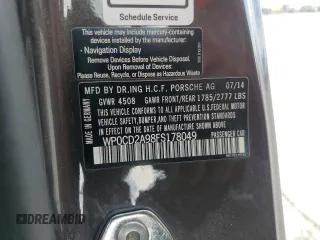 Schedule Service
This vehicle may contain mercury-containing devices installed by the manufacturer:
• Navigation Display
Remove Devices Before Vehicle Disposal
Upon Removal of Devices
Please Reuse, Recycle, or Dispose as Hazardous Waste
MFD BY DR.ING H.C.F. PORSCHE AG 07/14
GERMANY
GVWR 4508 GAWR FRONT/REAR 1785/2777 LBS
THIS VEHICLE CONFORMS TO ALL
APPLICABLE U.S. FEDERAL MOTOR
VEHICLE SAFETY, BUMPER, AND THEFT
PREVENTION STANDARDS IN EFFECT ON
THE DATE OF MANUFACTURE SHOWN ABOVE
WP0CD2A98FS178049
PASSENGER CAR
DREAMBID